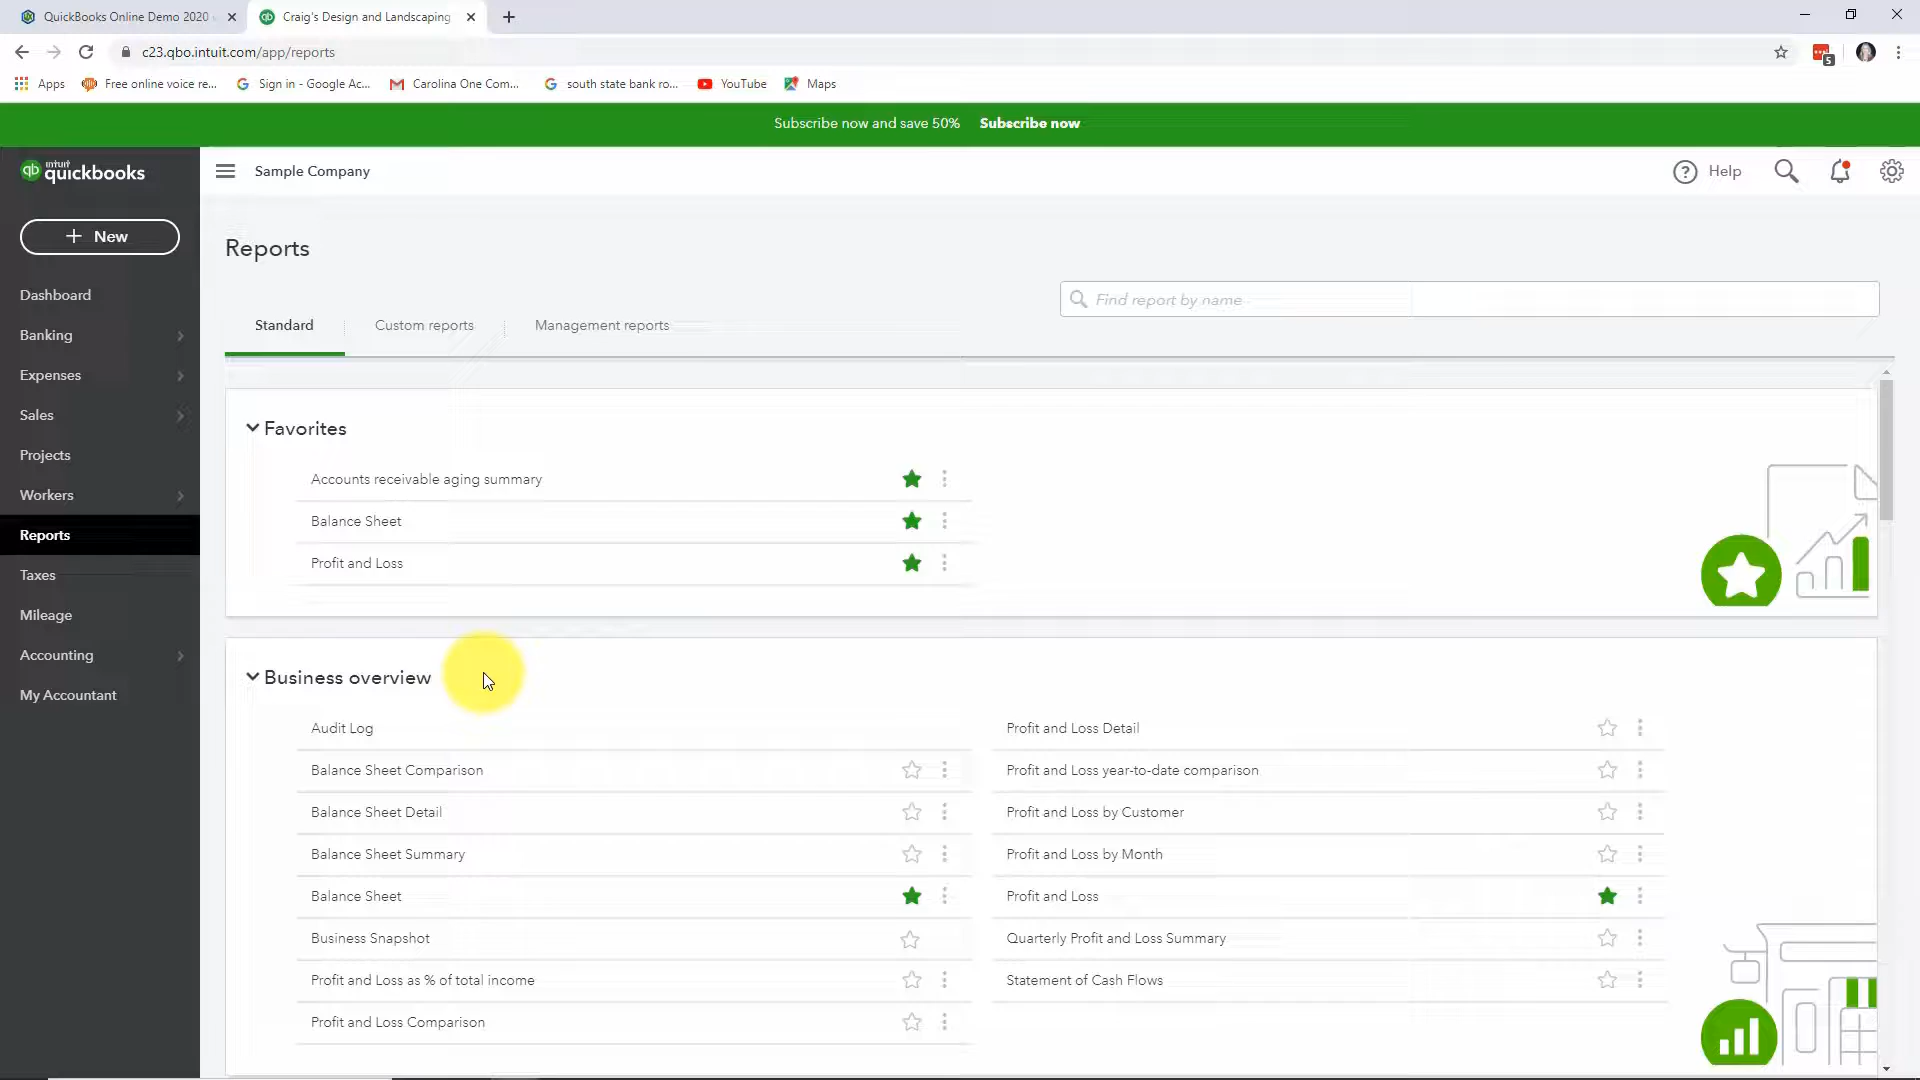 QuickBooks Online Demo 2020
Craig's Design and Landscaping
c23.qbo.intuit.com/app/reports
5
Apps
Free online voice re...
Sign in - Google Ac...
Carolina One Com...
south state bank ro...
YouTube
Maps
Subscribe now and save 50% Subscribe now
qb intuit quickbooks
Sample Company
? Help
+ New
Dashboard
Banking
Expenses
Sales
Projects
Workers
Reports
Taxes
Mileage
Accounting
My Accountant
Reports
Find report by name
Standard
Custom reports
Management reports
Favorites
Accounts receivable aging summary
Balance Sheet
Profit and Loss
Business overview
Audit Log
Balance Sheet Comparison
Balance Sheet Detail
Balance Sheet Summary
Balance Sheet
Business Snapshot
Profit and Loss as % of total income
Profit and Loss Comparison
Profit and Loss Detail
Profit and Loss year-to-date comparison
Profit and Loss by Customer
Profit and Loss by Month
Profit and Loss
Quarterly Profit and Loss Summary
Statement of Cash Flows